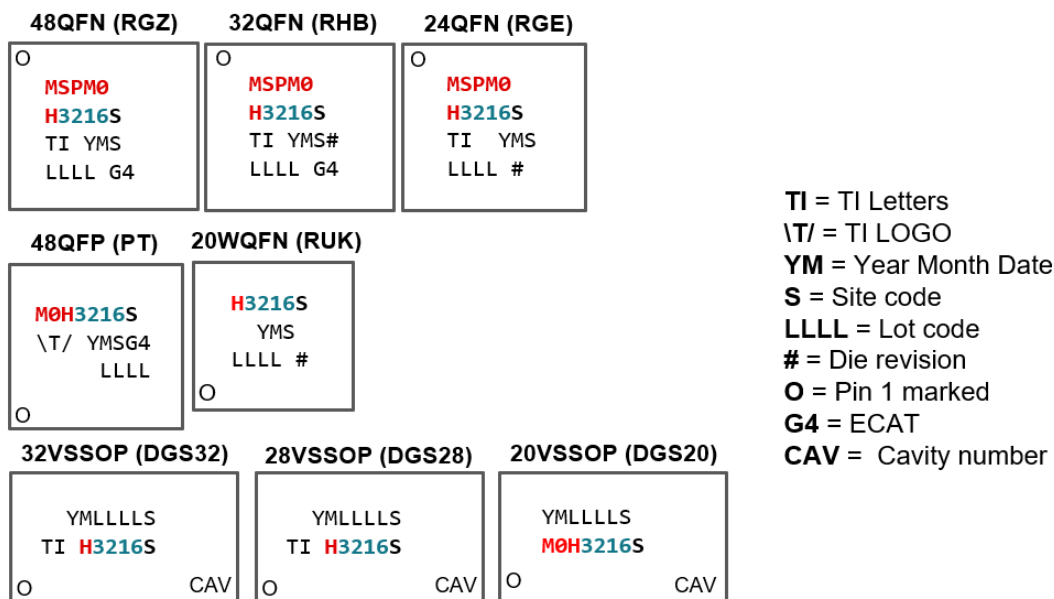 48QFN (RGZ)
O
MSPM0
H3216S
TI YMS
LLLL G4
32QFN (RHB)
O
MSPM0
H3216S
TI YMS#
LLLL G4
24QFN (RGE)
O
MSPM0
H3216S
TI YMS
LLLL #
48QFP (PT)
M0H3216S
\T/ YMSG4
LLLL
O
20WQFN (RUK)
H3216S
YMS
LLLL #
O
32VSSOP (DGS32)
YMLLLLS
TI H3216S
O CAV
28VSSOP (DGS28)
YMLLLLS
TI H3216S
O CAV
20VSSOP (DGS20)
YMLLLLS
M0H3216S
O CAV
TI = TI Letters
\T/ = TI LOGO
YM = Year Month Date
S = Site code
LLLL = Lot code
# = Die revision
O = Pin 1 marked
G4 = ECAT
CAV = Cavity number